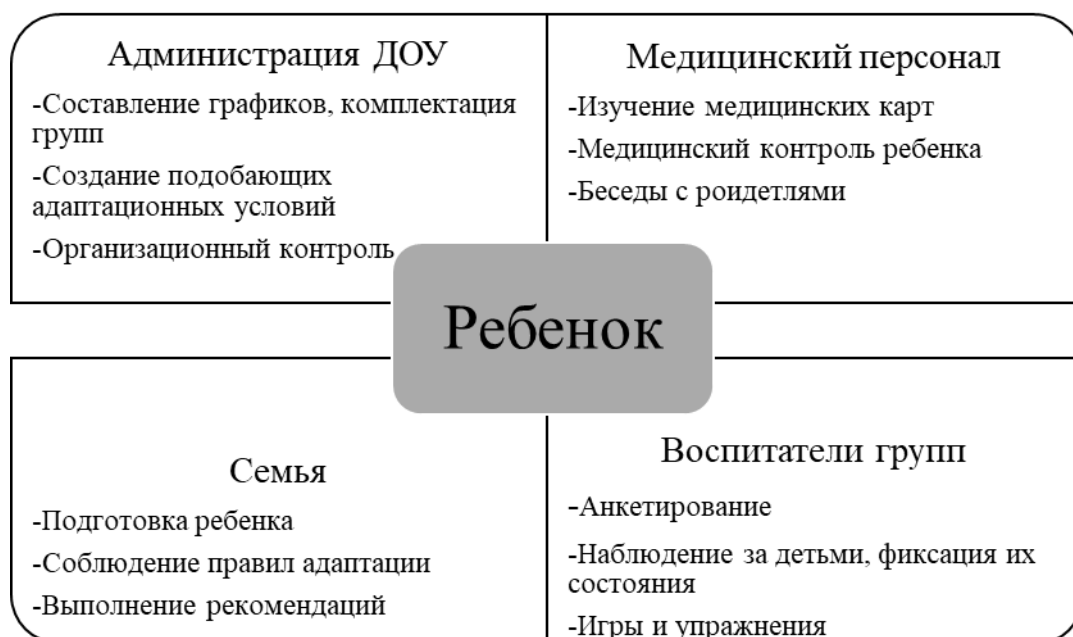 Администрация ДОУ
-Составление графиков, комплектация
групп
-Создание подобающих
адаптационных условий
-Организационный контроль
Медицинский персонал
-Изучение медицинских карт
-Медицинский контроль ребенка
-Беседы с роидетлями
Ребенок
Семья
-Подготовка ребенка
-Соблюдение правил адаптации
-Выполнение рекомендаций
Воспитатели групп
-Анкетирование
-Наблюдение за детьми, фиксация их
состояния
-Игры и упражнения